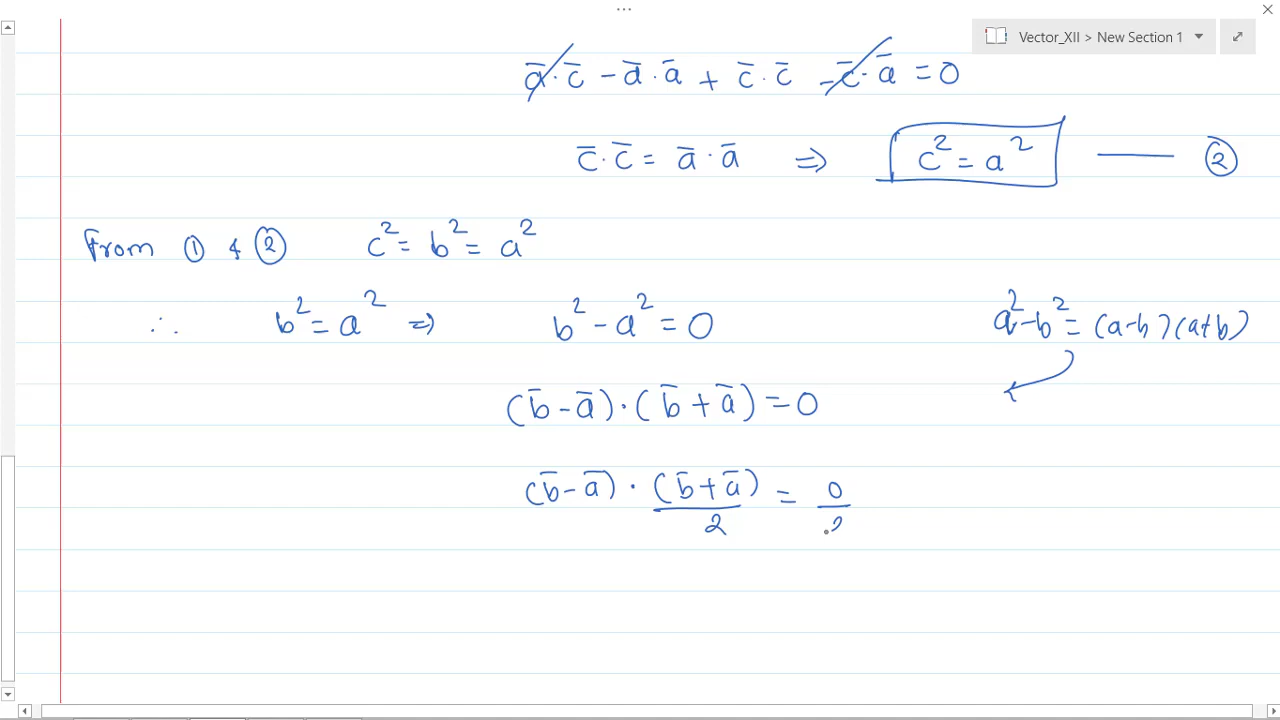 ...
Vector_XII > New Section 1
a̅·c̅ − a̅·a̅ + c̅·c̅ − c̅·a̅ = 0
c̅·c̅ = a̅·a̅ ⇒ c² = a² —— ②
From ① & ② c² = b² = a²
∴ b² = a² ⇒ b² − a² = 0 a² − b² = (a−b)(a+b)
(b̅ − a̅)·(b̅ + a̅) = 0
(b̅ − a̅) · (b̅ + a̅)/2 = 0/2